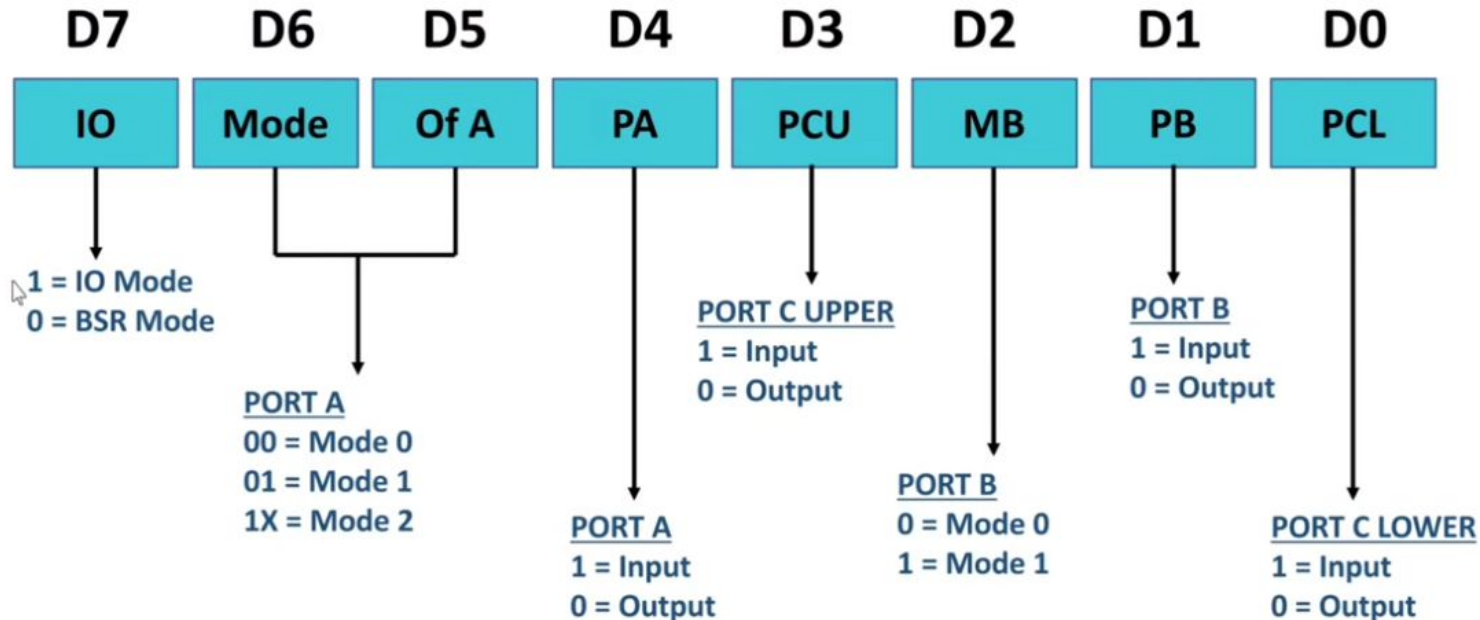 D7 D6 D5 D4 D3 D2 D1 D0
IO Mode Of A PA PCU MB PB PCL
1 = IO Mode
0 = BSR Mode
PORT A
00 = Mode 0
01 = Mode 1
1X = Mode 2
PORT A
1 = Input
0 = Output
PORT C UPPER
1 = Input
0 = Output
PORT B
0 = Mode 0
1 = Mode 1
PORT B
1 = Input
0 = Output
PORT C LOWER
1 = Input
0 = Output